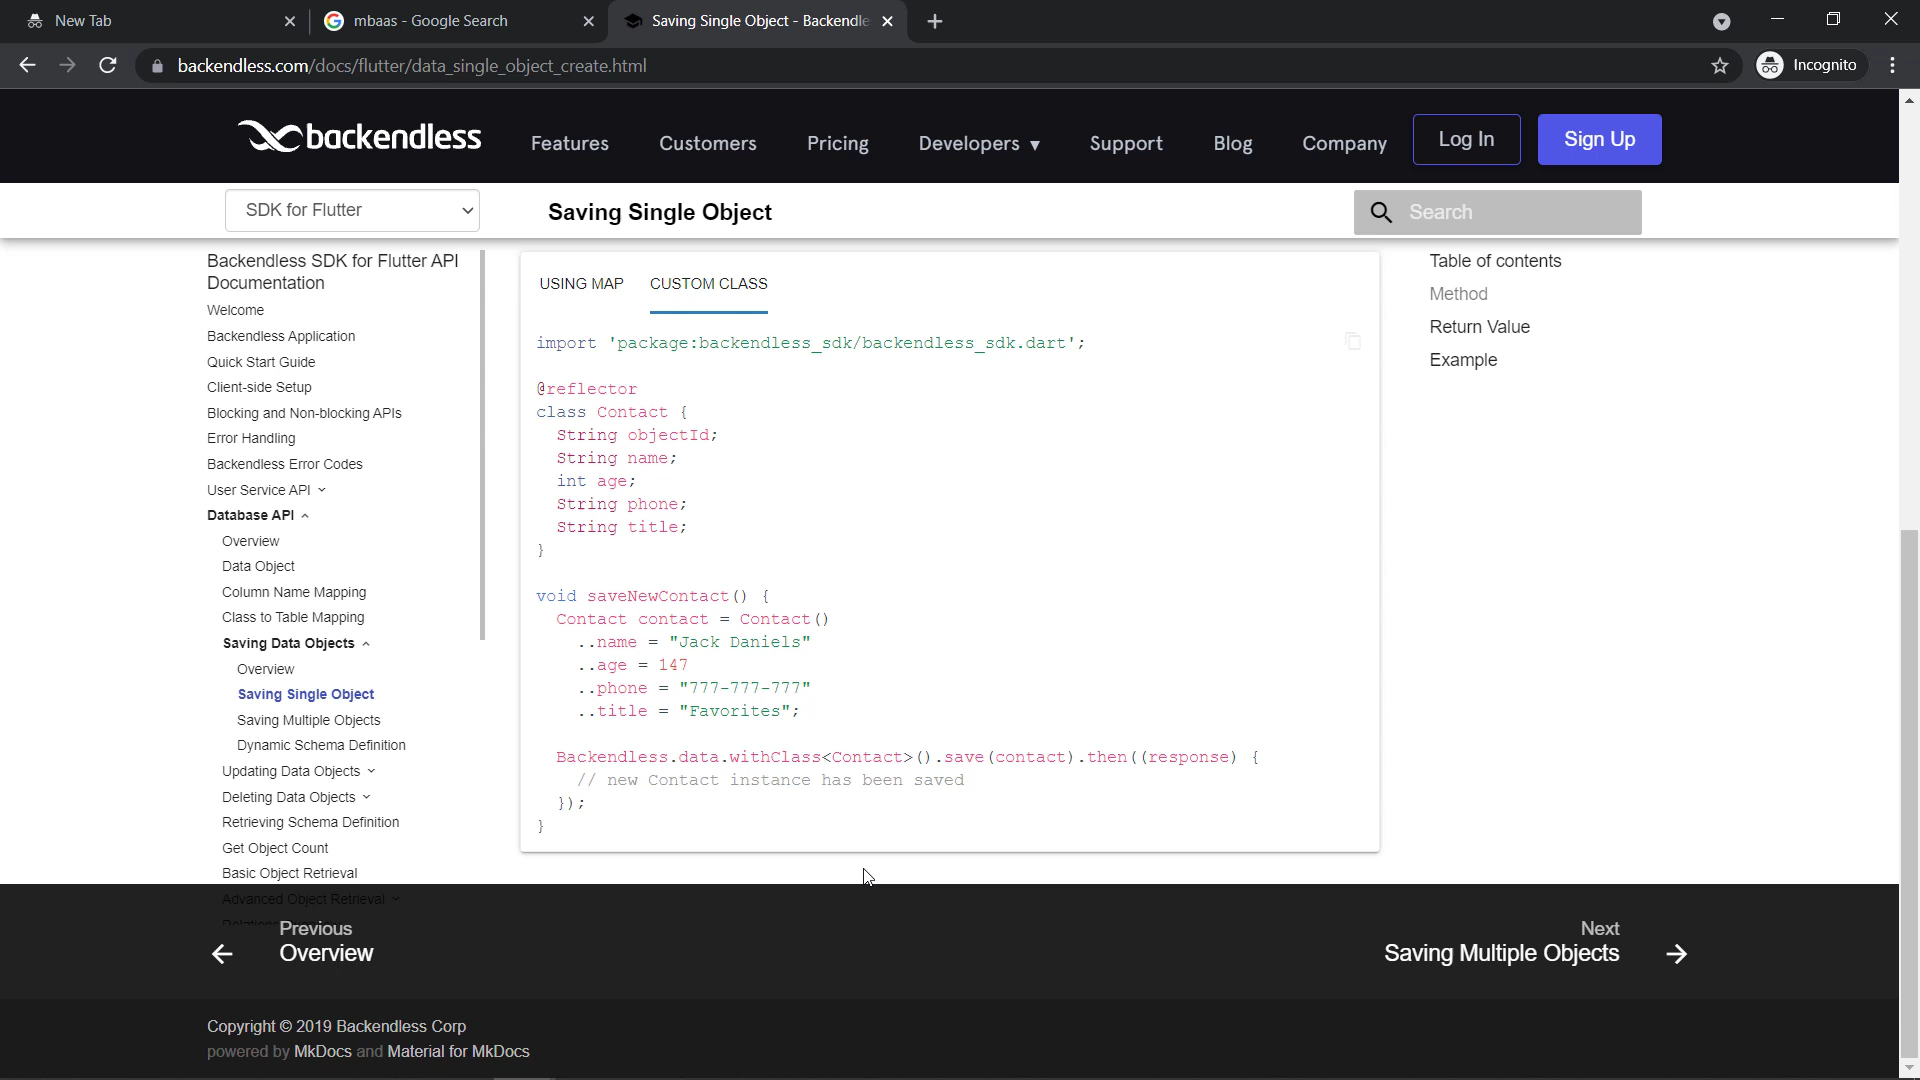 New Tab
mbaas - Google Search
Saving Single Object - Backendle
backendless.com/docs/flutter/data_single_object_create.html
Incognito
backendless
Features
Customers
Pricing
Developers ▼
Support
Blog
Company
Log In
Sign Up
SDK for Flutter
Saving Single Object
Search
Backendless SDK for Flutter API
Documentation
Welcome
Backendless Application
Quick Start Guide
Client-side Setup
Blocking and Non-blocking APIs
Error Handling
Backendless Error Codes
User Service API
Database API
Overview
Data Object
Column Name Mapping
Class to Table Mapping
Saving Data Objects
Overview
Saving Single Object
Saving Multiple Objects
Dynamic Schema Definition
Updating Data Objects
Deleting Data Objects
Retrieving Schema Definition
Get Object Count
Basic Object Retrieval
Advanced Object Retrieval
USING MAP
CUSTOM CLASS
import 'package:backendless_sdk/backendless_sdk.dart';
@reflector
class Contact {
String objectId;
String name;
int age;
String phone;
String title;
}
void saveNewContact() {
Contact contact = Contact()
..name = "Jack Daniels"
..age = 147
..phone = "777-777-777"
..title = "Favorites";
Backendless.data.withClass<Contact>().save(contact).then((response) {
// new Contact instance has been saved
});
}
Table of contents
Method
Return Value
Example
Previous
Overview
Next
Saving Multiple Objects
Copyright © 2019 Backendless Corp
powered by MkDocs and Material for MkDocs